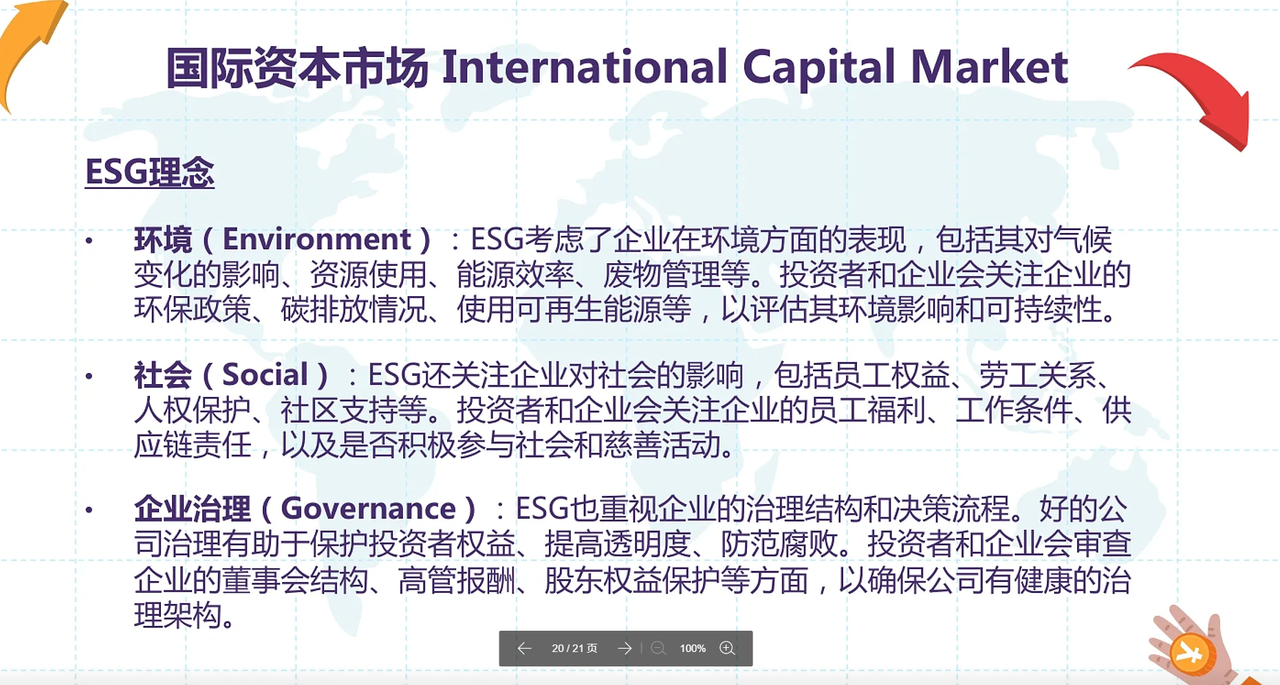 国际资本市场 International Capital Market
ESG理念
• 环境（Environment）：ESG考虑了企业在环境方面的表现，包括其对气候
变化的影响、资源使用、能源效率、废物管理等。投资者和企业会关注企业的
环保政策、碳排放情况、使用可再生能源等，以评估其环境影响和可持续性。
• 社会（Social）：ESG还关注企业对社会的影响，包括员工权益、劳工关系、
人权保护、社区支持等。投资者和企业会关注企业的员工福利、工作条件、供
应链责任，以及是否积极参与社会和慈善活动。
• 企业治理（Governance）：ESG也重视企业的治理结构和决策流程。好的公
司治理有助于保护投资者权益、提高透明度、防范腐败。投资者和企业会审查
企业的董事会结构、高管报酬、股东权益保护等方面，以确保公司有健康的治
理架构。
20 / 21 页 100%